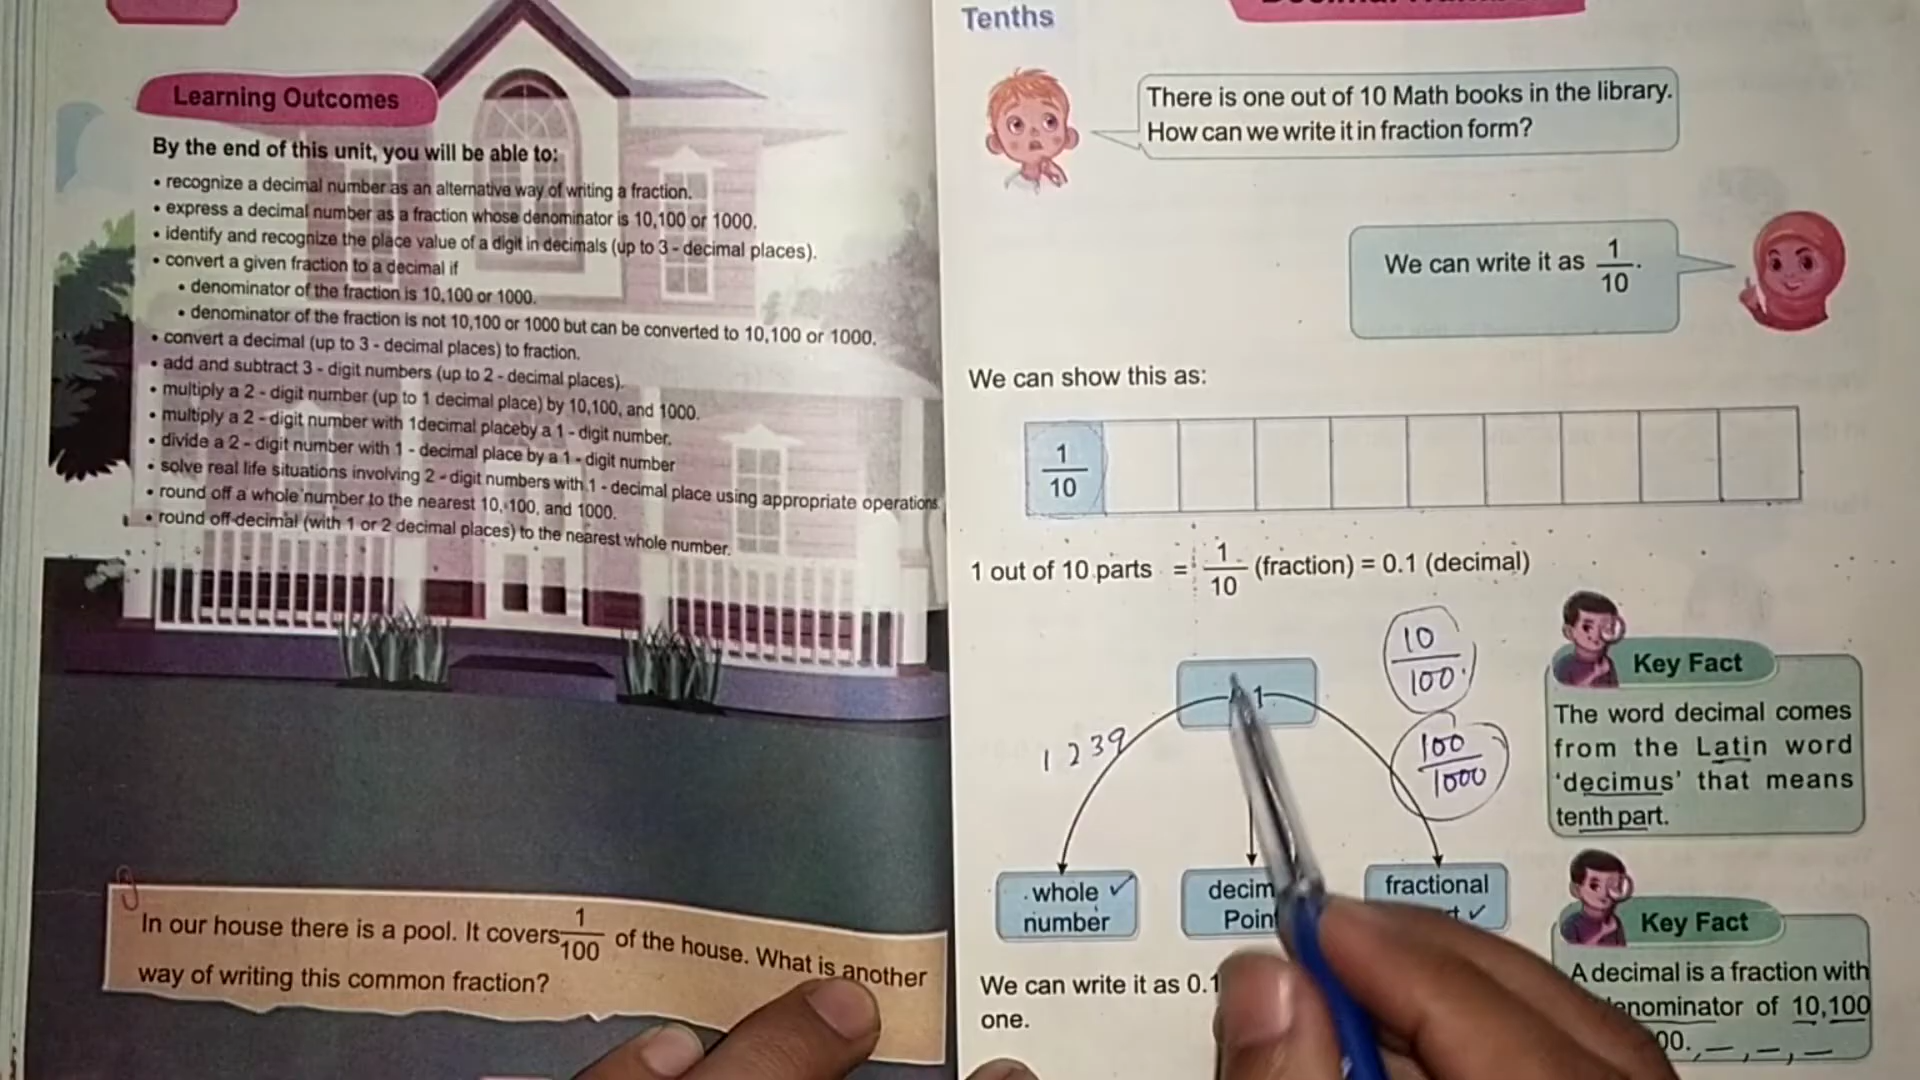 Learning Outcomes
By the end of this unit, you will be able to:
• recognize a decimal number as an alternative way of writing a fraction.
• express a decimal number as a fraction whose denominator is 10,100 or 1000.
• identify and recognize the place value of a digit in decimals (up to 3 - decimal places).
• convert a given fraction to a decimal if
• denominator of the fraction is 10,100 or 1000.
• denominator of the fraction is not 10,100 or 1000 but can be converted to 10,100 or 1000.
• convert a decimal (up to 3 - decimal places) to fraction.
• add and subtract 3 - digit numbers (up to 2 - decimal places).
• multiply a 2 - digit number (up to 1 decimal place) by 10,100, and 1000.
• multiply a 2 - digit number with 1decimal placeby a 1 - digit number.
• divide a 2 - digit number with 1 - decimal place by a 1 - digit number
• solve real life situations involving 2 - digit numbers with 1 - decimal place using appropriate operations
• round off a whole number to the nearest 10, 100, and 1000.
• round off decimal (with 1 or 2 decimal places) to the nearest whole number.
In our house there is a pool. It covers 1/100 of the house. What is another
way of writing this common fraction?
Tenths
There is one out of 10 Math books in the library.
How can we write it in fraction form?
We can write it as 1/10.
We can show this as:
1/10
1 out of 10 parts = 1/10 (fraction) = 0.1 (decimal)
10/100
1
1 2 3 9
100/1000
whole ✓
number
decim
Point
fractional
✓
We can write it as 0.1
one.
Key Fact
The word decimal comes
from the Latin word
‘decimus’ that means
tenth part.
Key Fact
A decimal is a fraction with
enominator of 10,100
00.